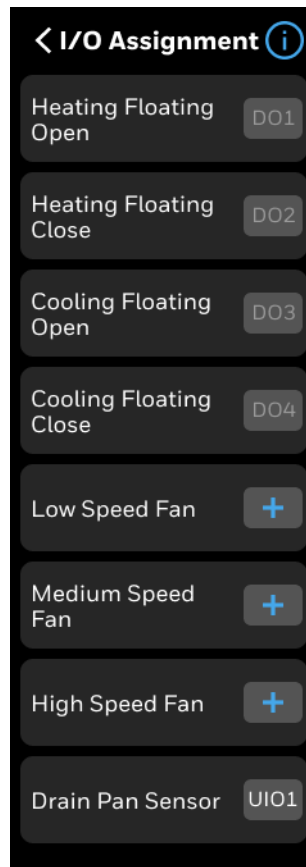 I/O Assignment
Heating Floating
Open
DO1
Heating Floating
Close
DO2
Cooling Floating
Open
DO3
Cooling Floating
Close
DO4
Low Speed Fan
+
Medium Speed
Fan
+
High Speed Fan
+
Drain Pan Sensor
UIO1